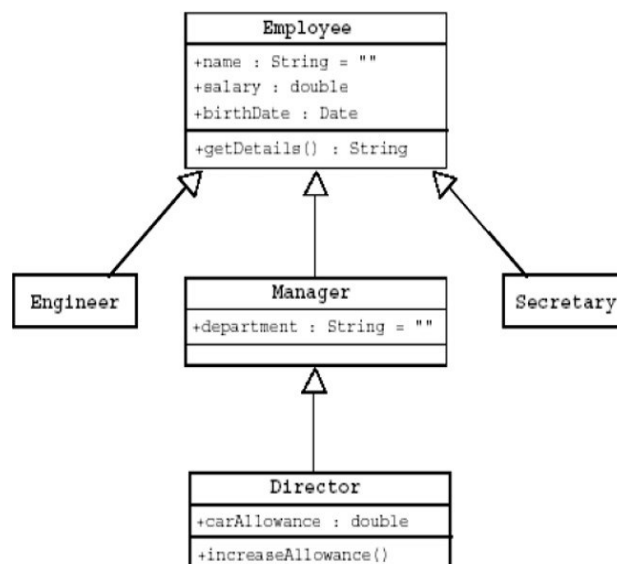 Employee
+name : String = ""
+salary : double
+birthDate : Date
+getDetails() : String
Engineer
Manager
+department : String = ""
Secretary
Director
+carAllowance : double
+increaseAllowance()